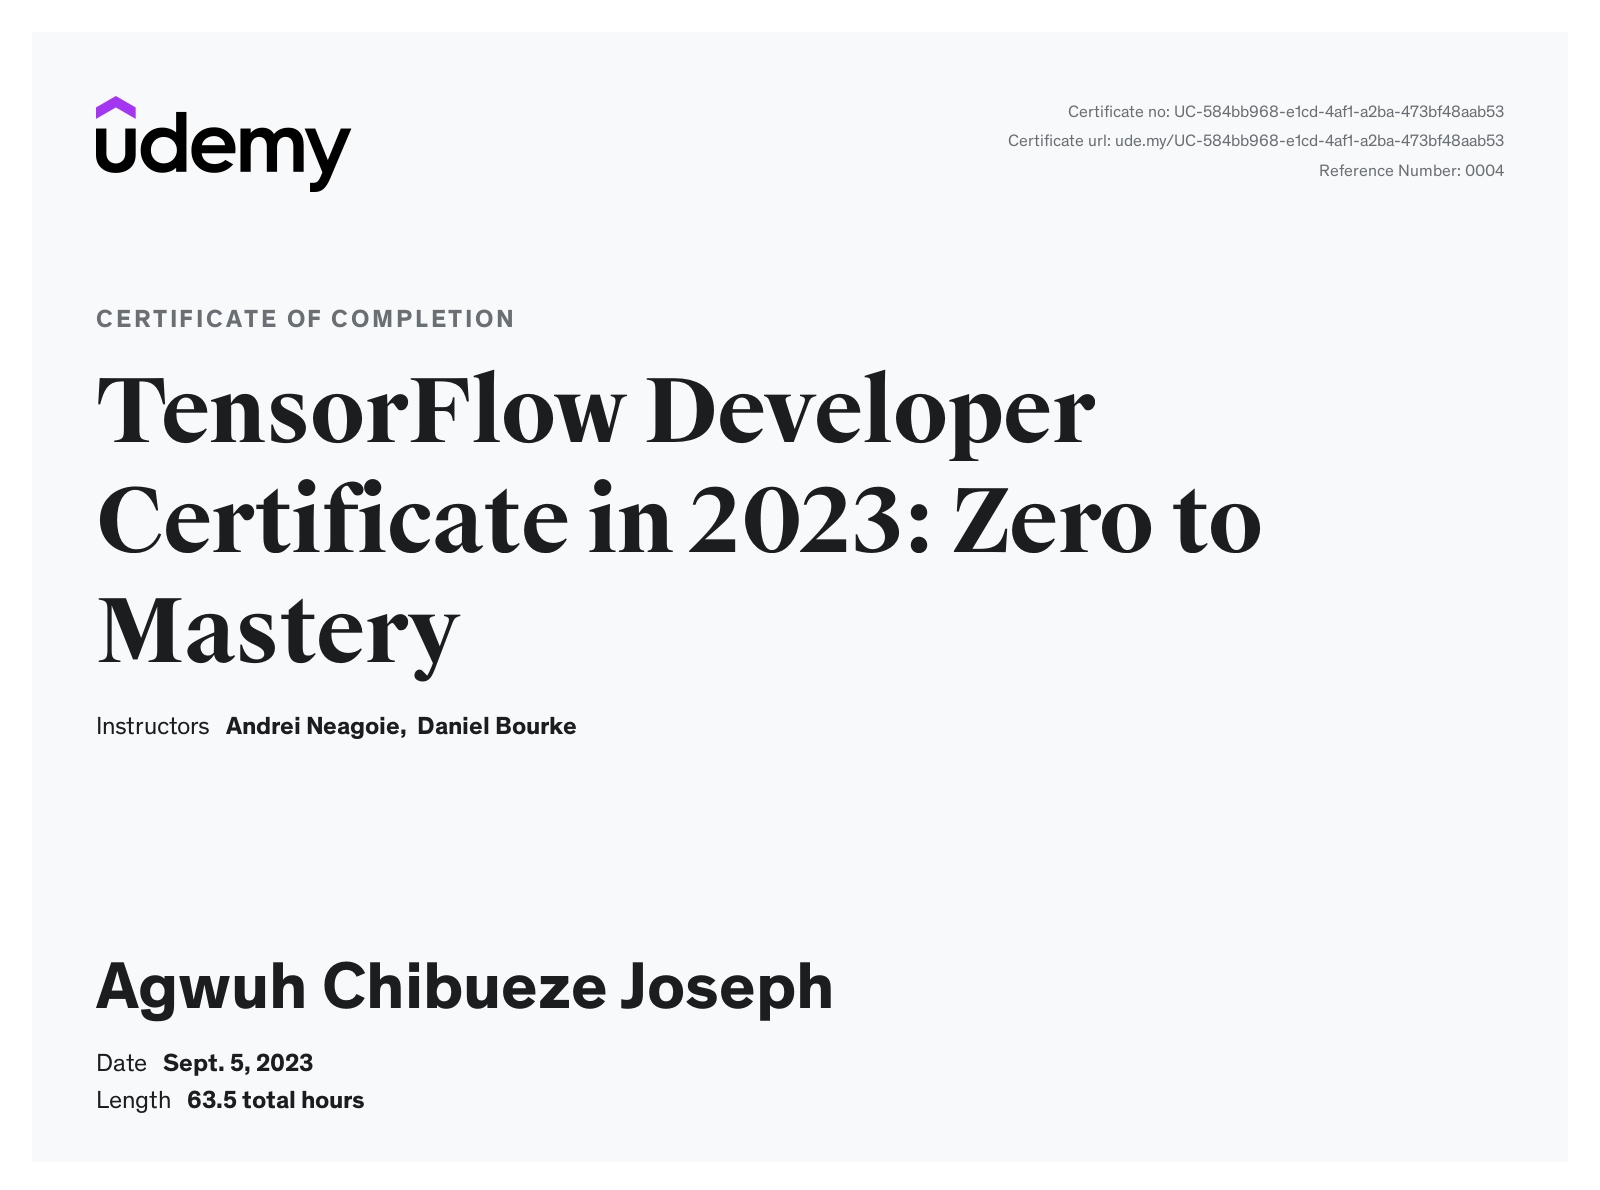 udemy
Certificate no: UC-584bb968-e1cd-4af1-a2ba-473bf48aab53
Certificate url: ude.my/UC-584bb968-e1cd-4af1-a2ba-473bf48aab53
Reference Number: 0004
CERTIFICATE OF COMPLETION
TensorFlow Developer
Certificate in 2023: Zero to
Mastery
Instructors Andrei Neagoie, Daniel Bourke
Agwuh Chibueze Joseph
Date Sept. 5, 2023
Length 63.5 total hours